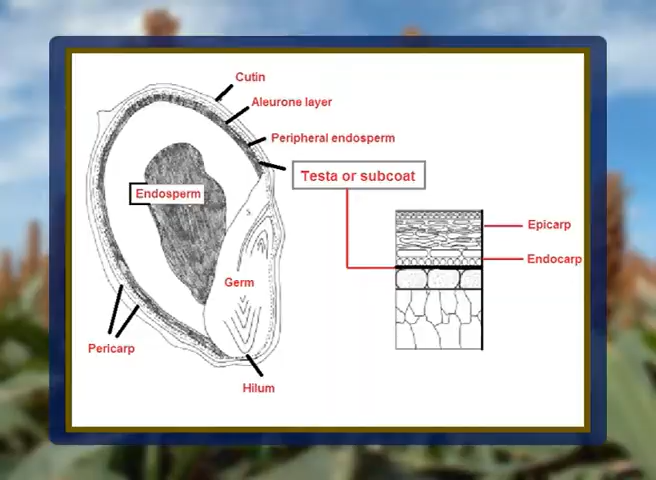 Cutin
Aleurone layer
Peripheral endosperm
Testa or subcoat
Endosperm
Epicarp
Endocarp
Germ
Pericarp
Hilum